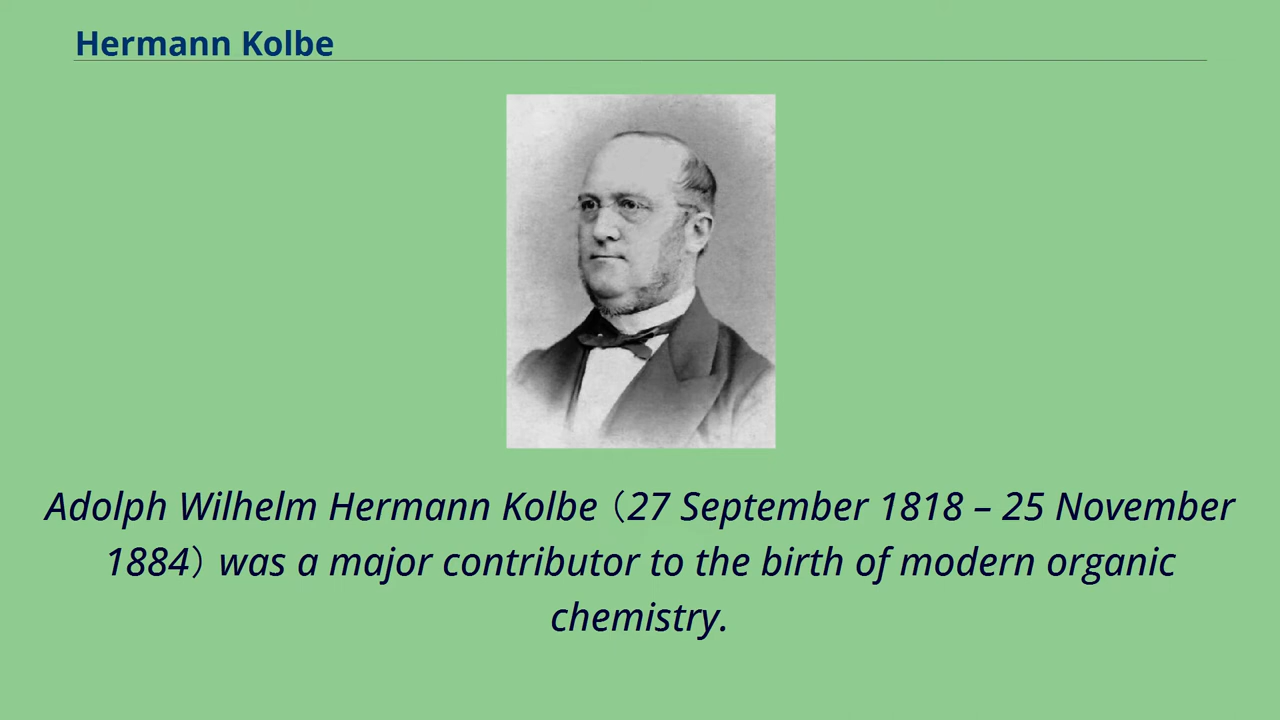 Hermann Kolbe
Adolph Wilhelm Hermann Kolbe（27 September 1818 – 25 November
1884）was a major contributor to the birth of modern organic
chemistry.